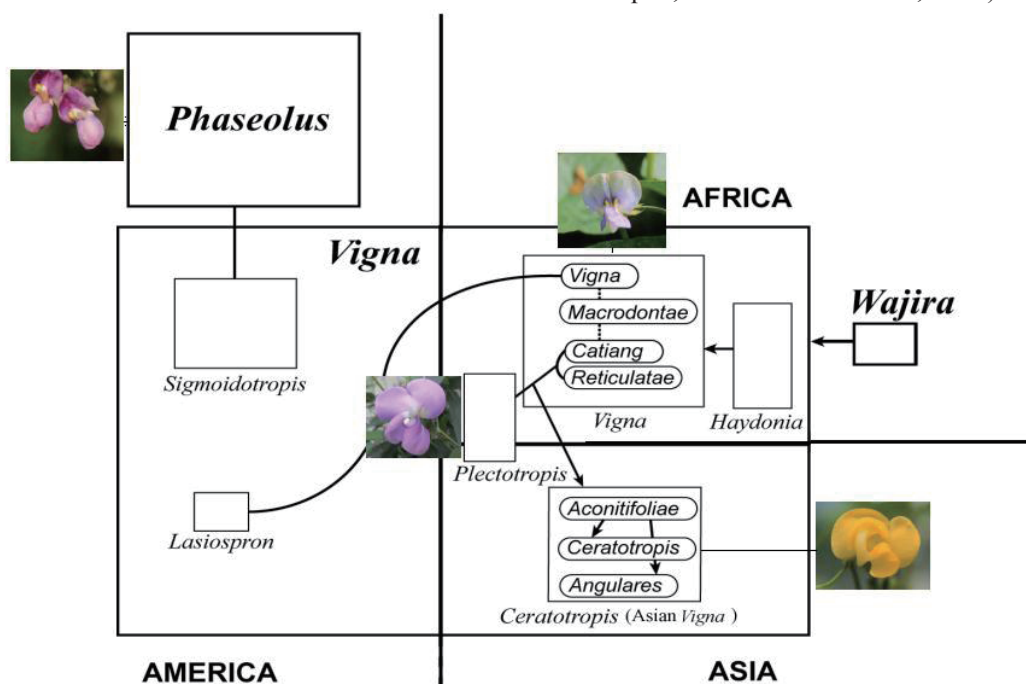 Phaseolus
AFRICA
Vigna
Vigna
Macrodontae
Catiang
Reticulatae
Vigna
Haydonia
Wajira
Sigmoidotropis
Plectotropis
Lasiospron
Aconitifoliae
Ceratotropis
Angulares
Ceratotropis (Asian Vigna )
AMERICA
ASIA